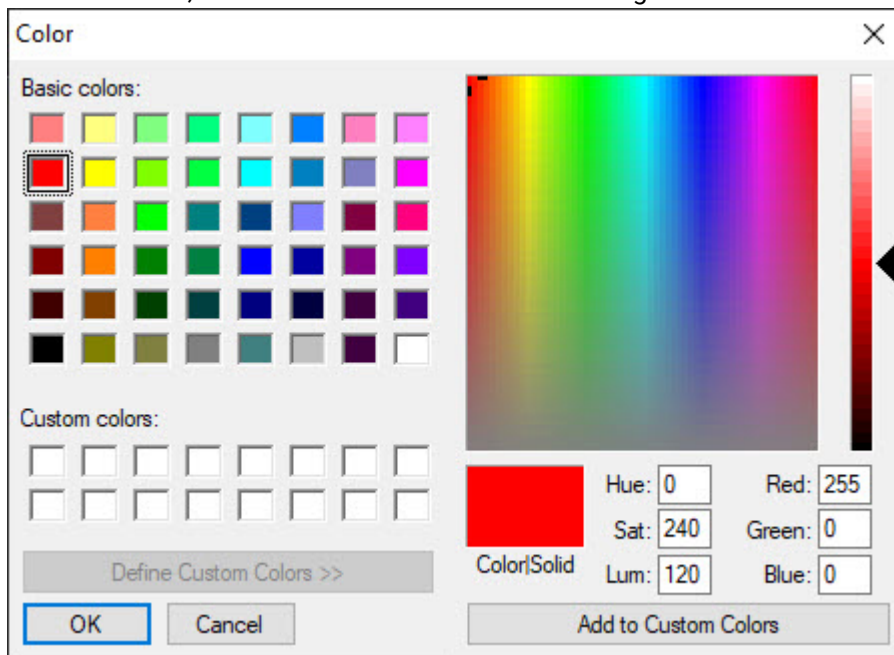 Color
Basic colors:
Custom colors:
Define Custom Colors >>
OK
Cancel
Hue: 0
Red: 255
Sat: 240
Green: 0
Color|Solid
Lum: 120
Blue: 0
Add to Custom Colors